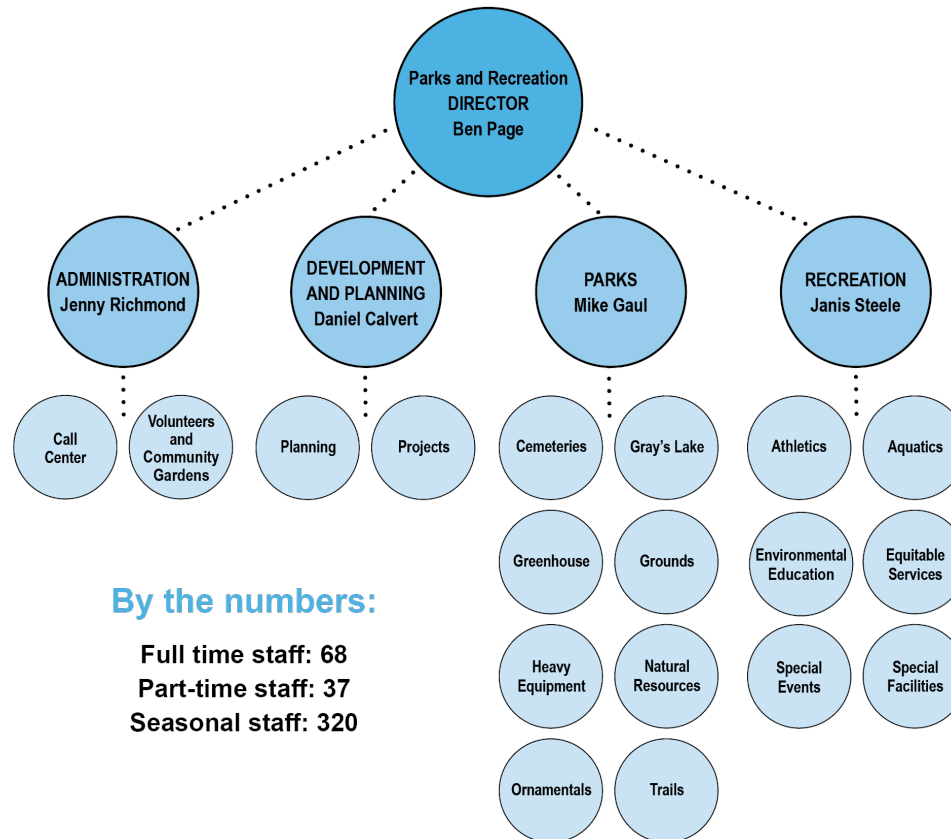 Parks and Recreation
DIRECTOR
Ben Page
ADMINISTRATION
Jenny Richmond
DEVELOPMENT
AND PLANNING
Daniel Calvert
PARKS
Mike Gaul
RECREATION
Janis Steele
Call
Center
Volunteers
and
Community
Gardens
Planning
Projects
Cemeteries
Gray's Lake
Athletics
Aquatics
Greenhouse
Grounds
Environmental
Education
Equitable
Services
Heavy
Equipment
Natural
Resources
Special
Events
Special
Facilities
Ornamentals
Trails
By the numbers:
Full time staff: 68
Part-time staff: 37
Seasonal staff: 320